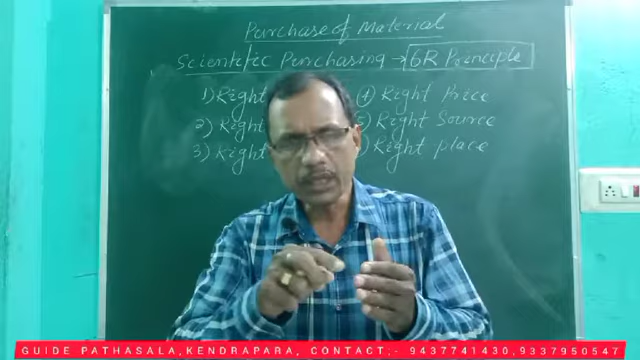 Purchase of Material
Scientific Purchasing → 6R Principle
1) Right
4) Right Price
2) Right
5) Right Source
3) Right
) Right place
GUIDE PATHASALA,KENDRAPARA, CONTACT,- 9437741430,9337950547